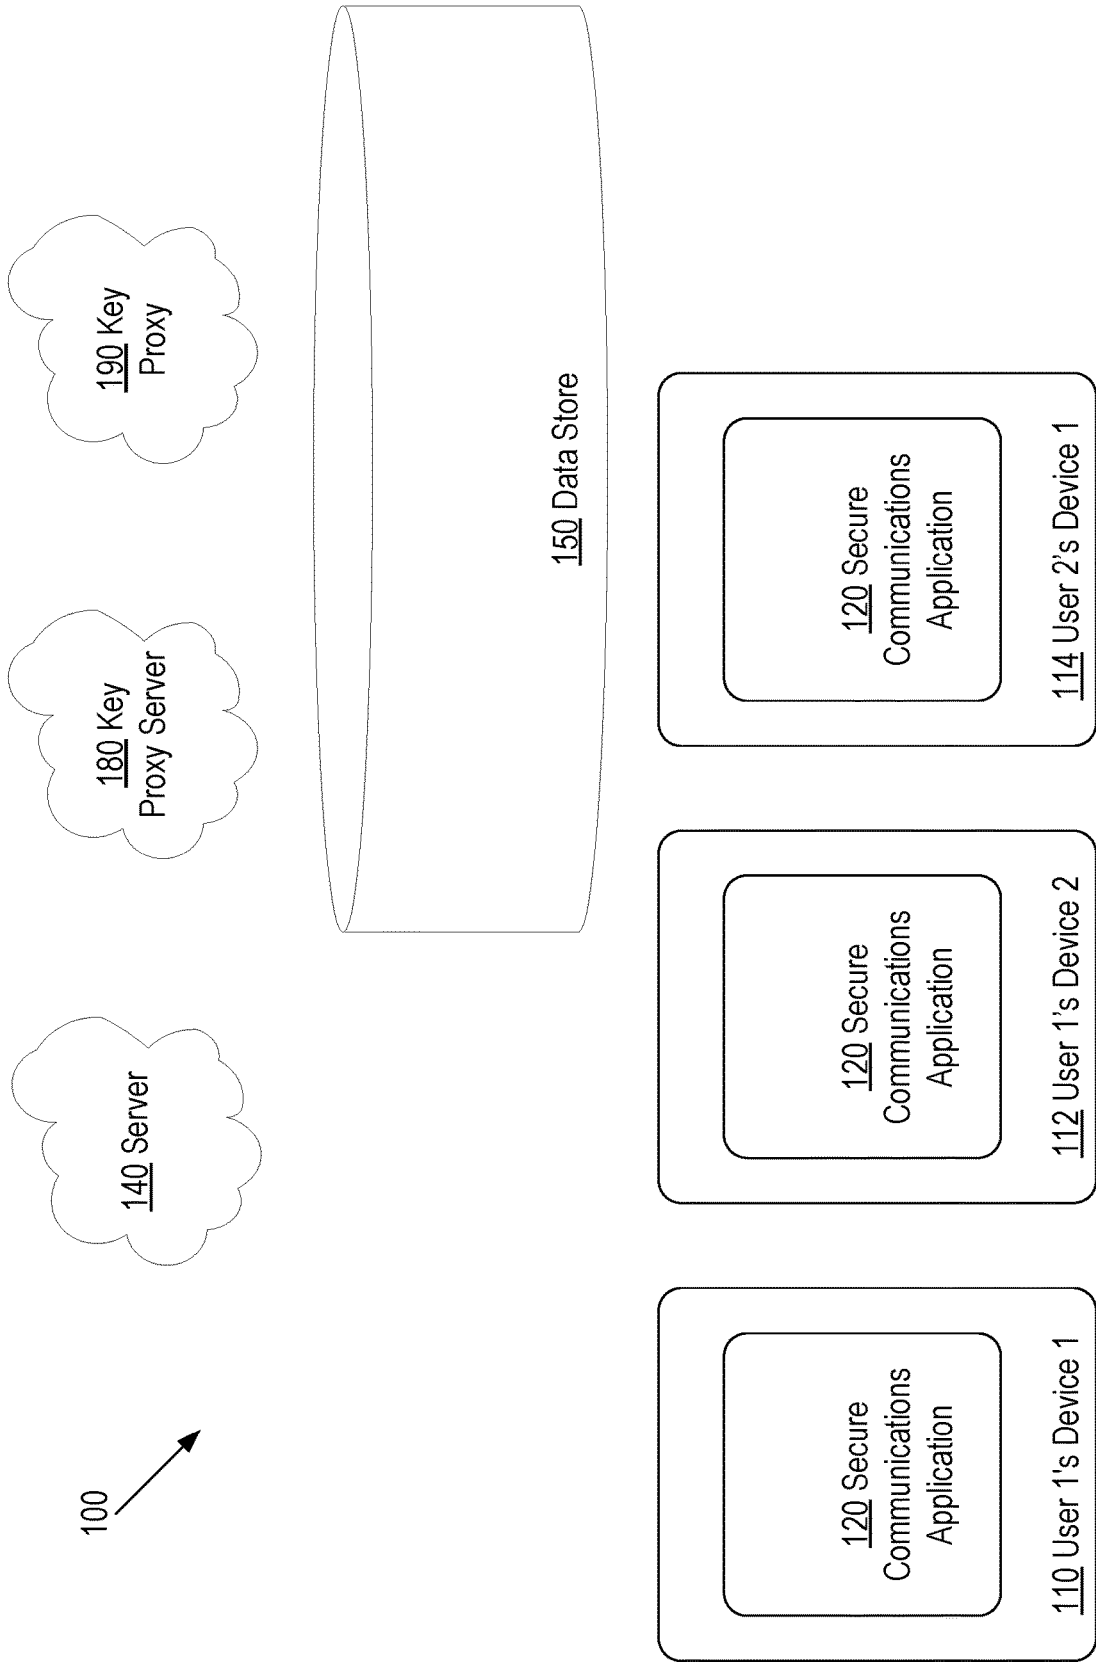 100
140 Server
180 Key
Proxy Server
190 Key
Proxy
150 Data Store
120 Secure
Communications
Application
110 User 1's Device 1
120 Secure
Communications
Application
112 User 1's Device 2
120 Secure
Communications
Application
114 User 2's Device 1